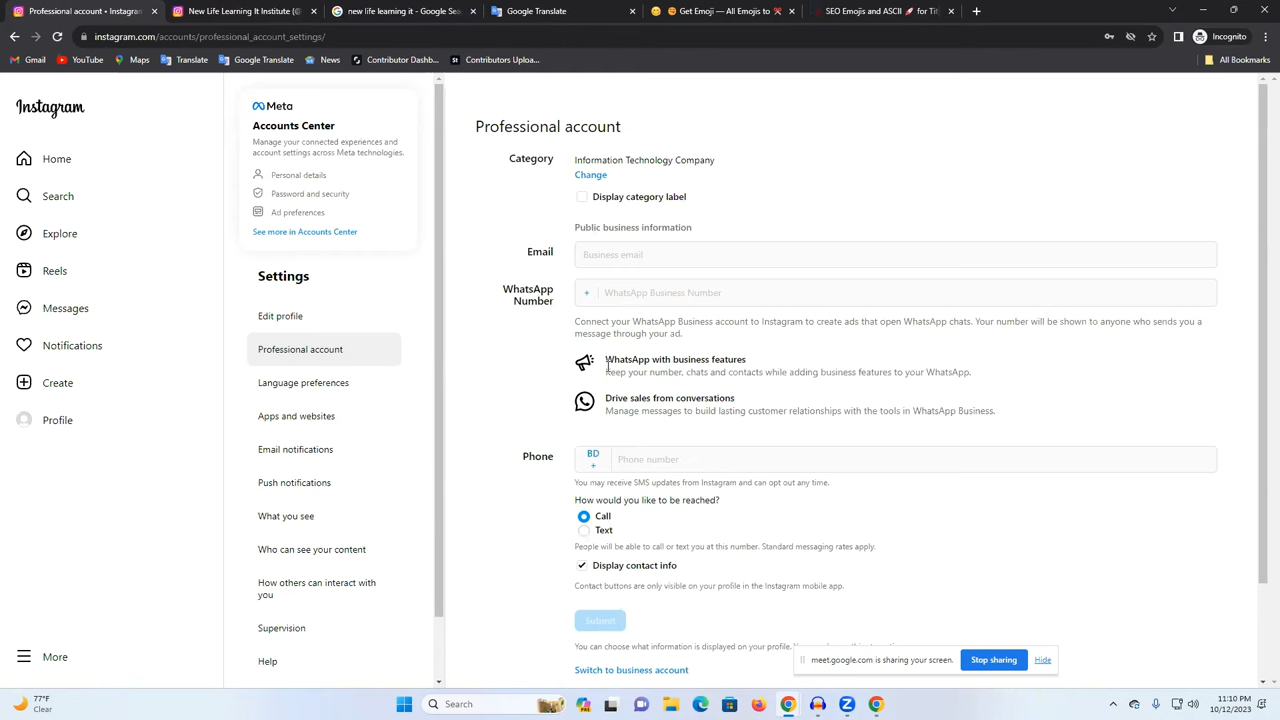 Professional account • Instagram
New Life Learning It Institute (@
new life learning it - Google Sea
Google Translate
Get Emoji — All Emojis to
SEO Emojis and ASCII
instagram.com/accounts/professional_account_settings/
Incognito
Gmail
YouTube
Maps
Translate
Google Translate
News
Contributor Dashb...
St
Contributors Uploa...
All Bookmarks
Instagram
Home
Search
Explore
Reels
Messages
Notifications
Create
Profile
More
Meta
Accounts Center
Manage your connected experiences and
account settings across Meta technologies.
Personal details
Password and security
Ad preferences
See more in Accounts Center
Settings
Edit profile
Professional account
Language preferences
Apps and websites
Email notifications
Push notifications
What you see
Who can see your content
How others can interact with
you
Supervision
Help
Professional account
Category
Information Technology Company
Change
Display category label
Public business information
Email
Business email
WhatsApp
Number
+ WhatsApp Business Number
Connect your WhatsApp Business account to Instagram to create ads that open WhatsApp chats. Your number will be shown to anyone who sends you a
message through your ad.
WhatsApp with business features
Keep your number, chats and contacts while adding business features to your WhatsApp.
Drive sales from conversations
Manage messages to build lasting customer relationships with the tools in WhatsApp Business.
Phone
BD
+
Phone number
You may receive SMS updates from Instagram and can opt out any time.
How would you like to be reached?
Call
Text
People will be able to call or text you at this number. Standard messaging rates apply.
Display contact info
Contact buttons are only visible on your profile in the Instagram mobile app.
Submit
You can choose what information is displayed on your profile.
Switch to business account
meet.google.com is sharing your screen.
Stop sharing
Hide
77°F
Clear
Search
11:10 PM
10/12/2023